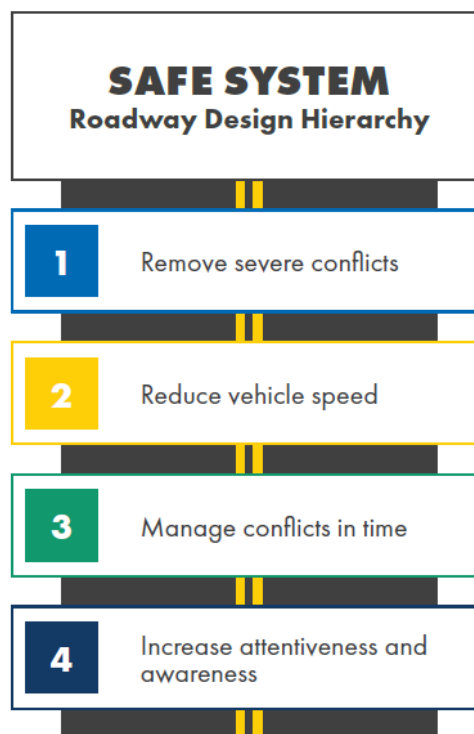 SAFE SYSTEM
Roadway Design Hierarchy
1
Remove severe conflicts
2
Reduce vehicle speed
3
Manage conflicts in time
4
Increase attentiveness and
awareness